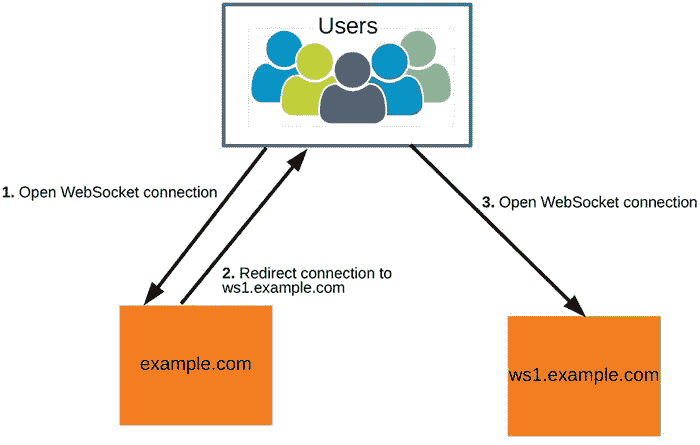 Users
1. Open WebSocket connection
3. Open WebSocket connection
2. Redirect connection to
ws1.example.com
example.com
ws1.example.com